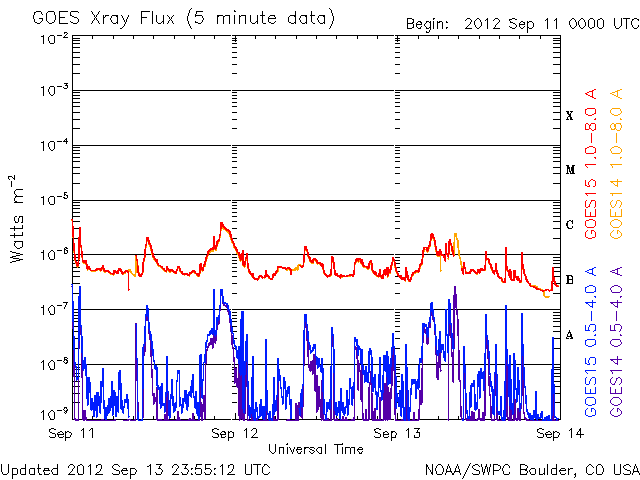 GOES Xray Flux (5 minute data)
Begin: 2012 Sep 11 0000 UTC
10⁻²
10⁻³
10⁻⁴
10⁻⁵
10⁻⁶
10⁻⁷
10⁻⁸
10⁻⁹
Watts m⁻²
X
M
C
B
A
GOES15 1.0-8.0 A
GOES14 1.0-8.0 A
GOES15 0.5-4.0 A
GOES14 0.5-4.0 A
Sep 11 Sep 12 Sep 13 Sep 14
Universal Time
Updated 2012 Sep 13 23:55:12 UTC
NOAA/SWPC Boulder, CO USA